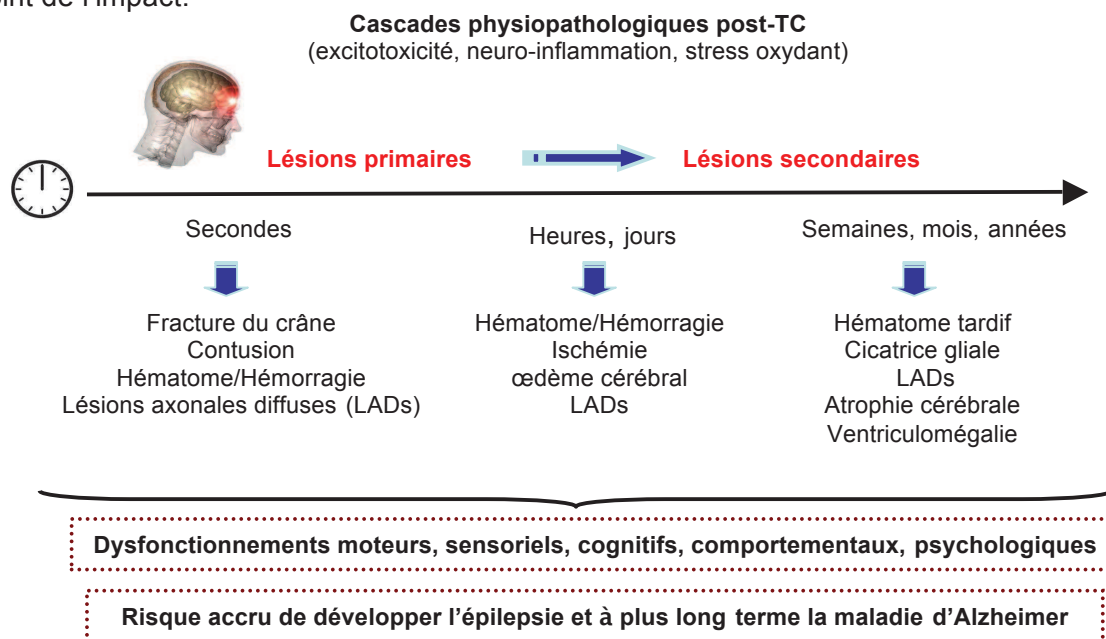 de l'impact.
Cascades physiopathologiques post-TC
(excitotoxicité, neuro-inflammation, stress oxydant)
Lésions primaires
Lésions secondaires
Secondes
Heures, jours
Semaines, mois, années
Fracture du crâne
Contusion
Hématome/Hémorragie
Lésions axonales diffuses (LADs)
Hématome/Hémorragie
Ischémie
œdème cérébral
LADs
Hématome tardif
Cicatrice gliale
LADs
Atrophie cérébrale
Ventriculomégalie
Dysfonctionnements moteurs, sensoriels, cognitifs, comportementaux, psychologiques
Risque accru de développer l'épilepsie et à plus long terme la maladie d'Alzheimer